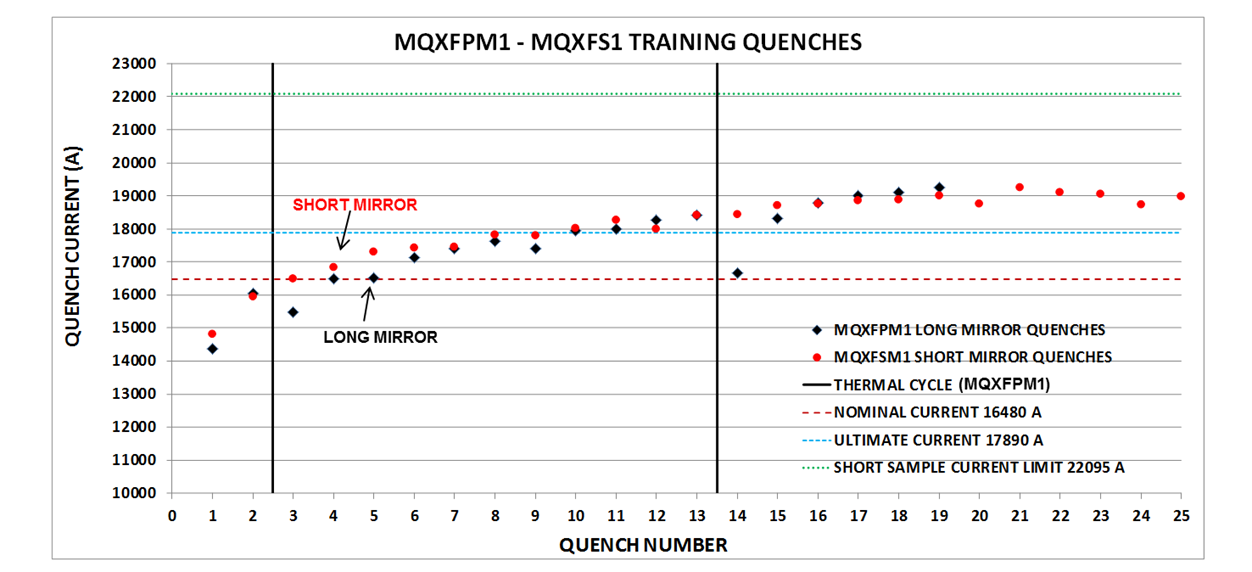 MQXFPM1 - MQXFS1 TRAINING QUENCHES
23000
22000
21000
20000
19000
18000
17000
16000
15000
14000
13000
12000
11000
10000
QUENCH CURRENT (A)
SHORT MIRROR
LONG MIRROR
MQXFPM1 LONG MIRROR QUENCHES
MQXFSM1 SHORT MIRROR QUENCHES
THERMAL CYCLE (MQXFPM1)
NOMINAL CURRENT 16480 A
ULTIMATE CURRENT 17890 A
SHORT SAMPLE CURRENT LIMIT 22095 A
0 1 2 3 4 5 6 7 8 9 10 11 12 13 14 15 16 17 18 19 20 21 22 23 24 25
QUENCH NUMBER